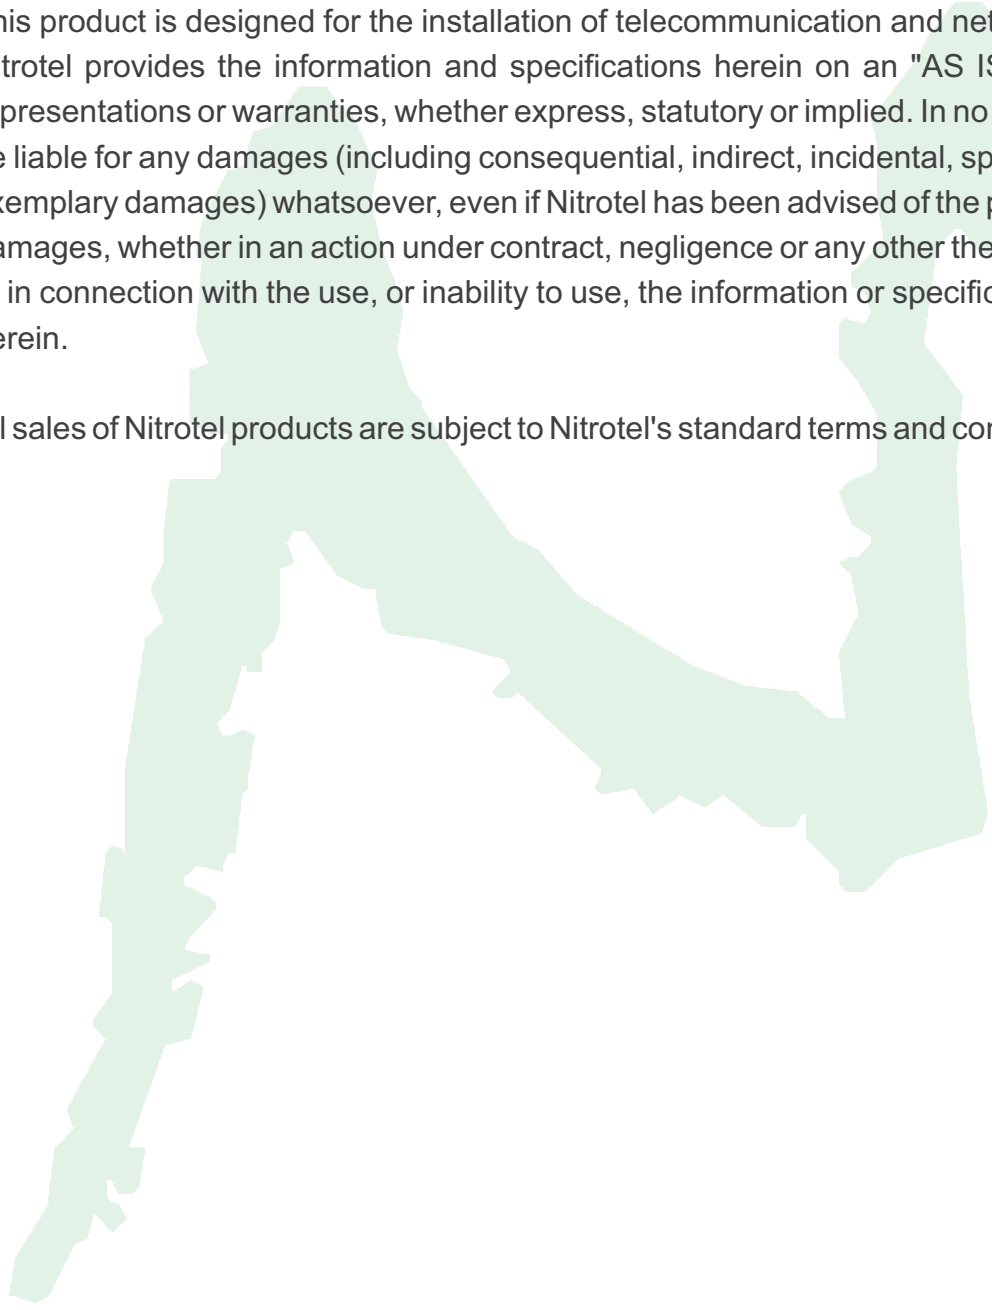 his product is designed for the installation of telecommunication and net
trotel provides the information and specifications herein on an "AS IS
presentations or warranties, whether express, statutory or implied. In no
e liable for any damages (including consequential, indirect, incidental, sp
xemplary damages) whatsoever, even if Nitrotel has been advised of the p
amages, whether in an action under contract, negligence or any other the
in connection with the use, or inability to use, the information or specific
erein.
l sales of Nitrotel products are subject to Nitrotel's standard terms and con